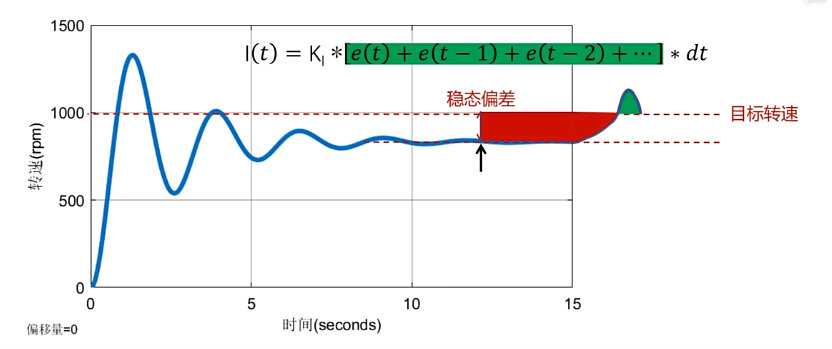 1500
I(t) = K_I *[e(t) + e(t − 1) + e(t − 2) + ⋯ ] * dt
稳态偏差
1000
目标转速
转速(rpm)
500
0
0 5 10 15
时间(seconds)
偏移量=0